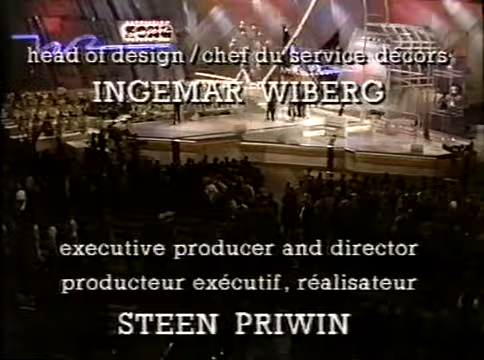 head of design / chef du service décors
INGEMAR WIBERG
executive producer and director
producteur exécutif, réalisateur
STEEN PRIWIN